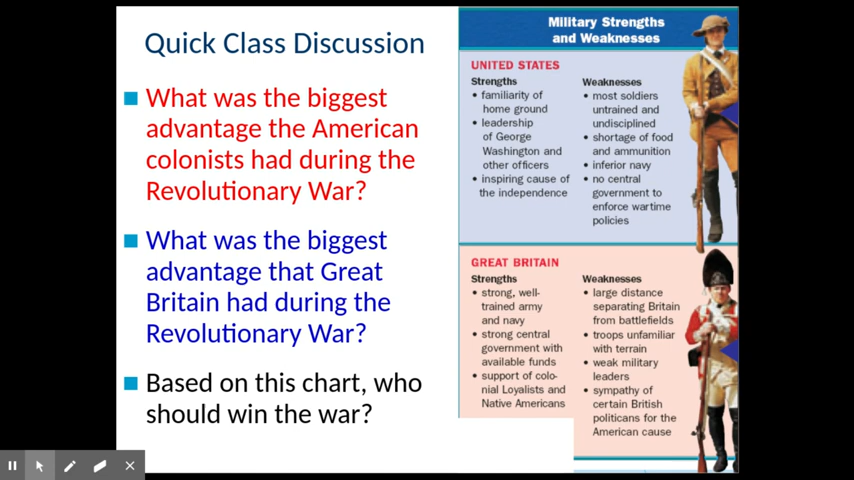 Quick Class Discussion
What was the biggest
advantage the American
colonists had during the
Revolutionary War?
What was the biggest
advantage that Great
Britain had during the
Revolutionary War?
Based on this chart, who
should win the war?
Military Strengths
and Weaknesses
UNITED STATES
Strengths
• familiarity of
home ground
• leadership
of George
Washington and
other officers
• inspiring cause of
the independence
Weaknesses
• most soldiers
untrained and
undisciplined
• shortage of food
and ammunition
• inferior navy
• no central
government to
enforce wartime
policies
GREAT BRITAIN
Strengths
• strong, well-
trained army
and navy
• strong central
government with
available funds
• support of colo-
nial Loyalists and
Native Americans
Weaknesses
• large distance
separating Britain
from battlefields
• troops unfamiliar
with terrain
• weak military
leaders
• sympathy of
certain British
politicans for the
American cause